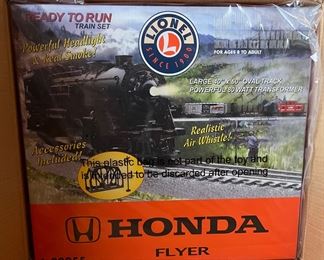 READY TO RUN
TRAIN SET
LIONEL
L
SINCE 1900
FOR AGES 8 TO ADULT
Powerful Headlight
& Real Smoke!
LARGE 40" x 60" OVAL TRACK
POWERFUL 80 WATT TRANSFORMER
Realistic
Air Whistle!
Accessories
Included!
This plastic bag is not part of the toy and
is intended to be discarded after opening
HONDA
FLYER